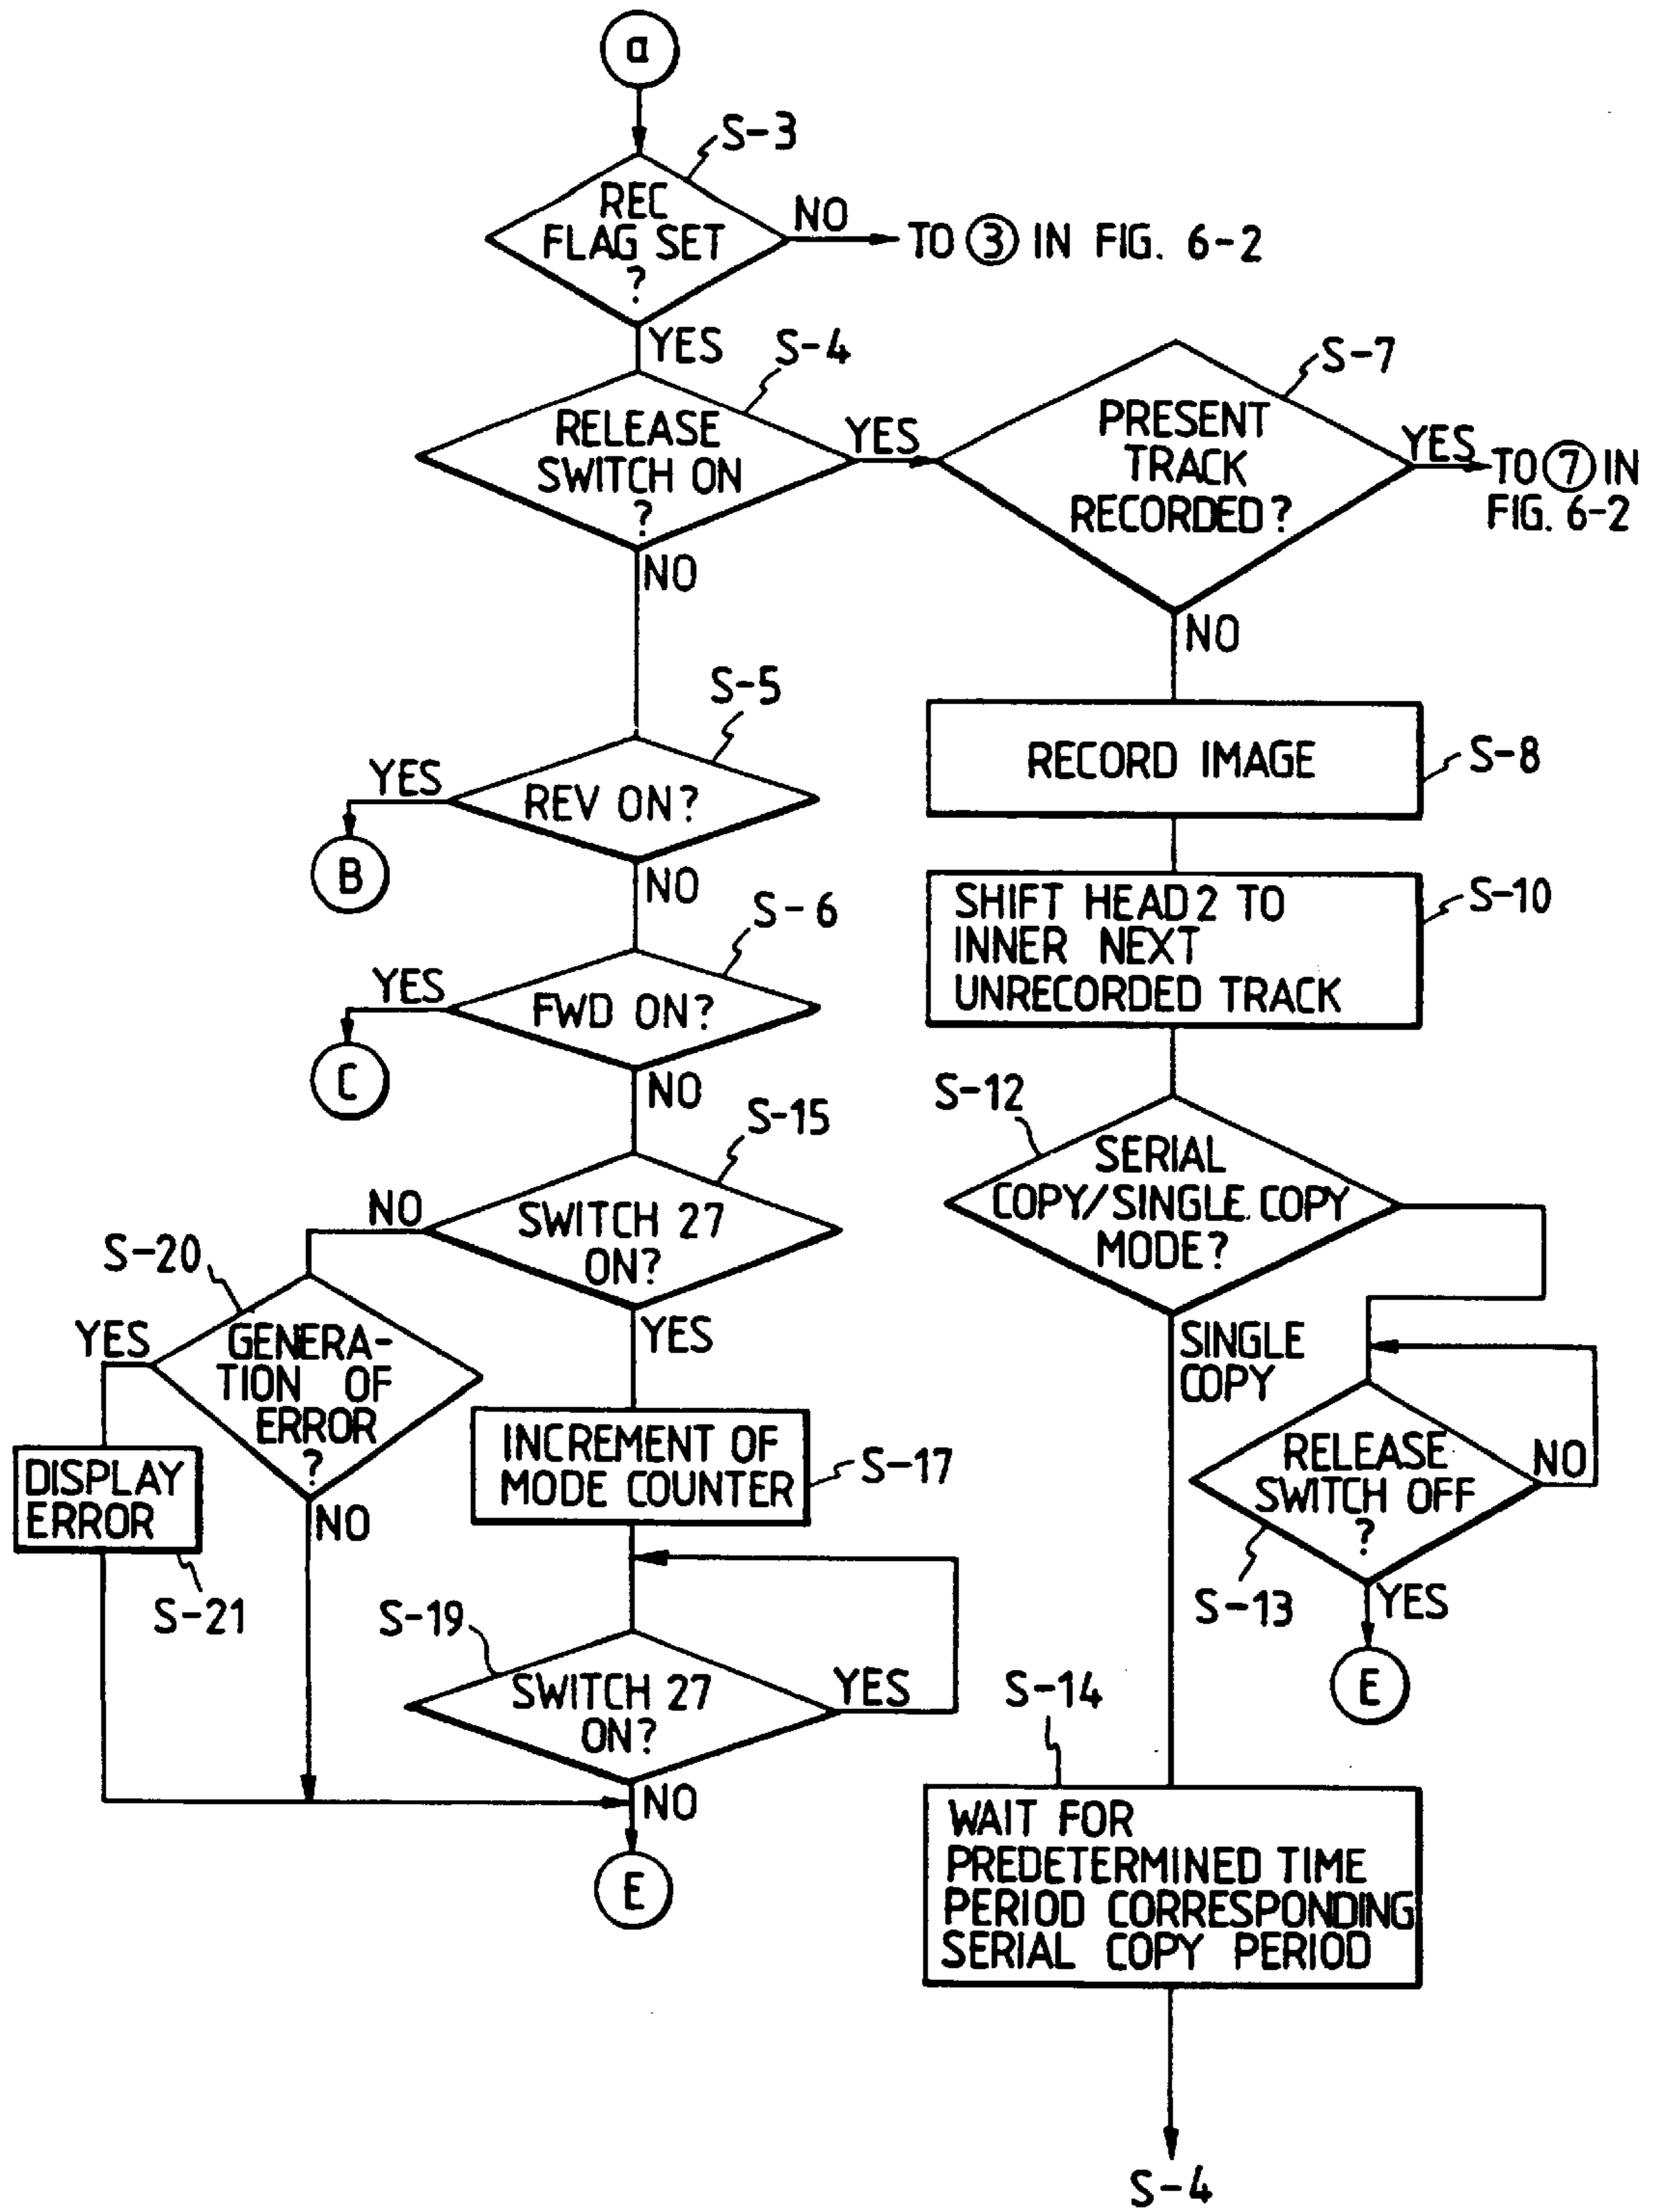 a
S-3
REC
FLAG SET
?
NO
TO ③ IN FIG. 6-2
YES
S-4
RELEASE
SWITCH ON
?
YES
NO
S-7
PRESENT
TRACK
RECORDED?
YES
TO ⑦ IN
FIG. 6-2
NO
S-5
REV ON?
YES
B
NO
RECORD IMAGE
S-8
S-6
FWD ON?
YES
C
NO
SHIFT HEAD 2 TO
INNER NEXT
UNRECORDED TRACK
S-10
S-15
SWITCH 27
ON?
NO
YES
S-12
SERIAL
COPY/SINGLE COPY
MODE?
SINGLE
COPY
S-20
GENERA-
TION OF
ERROR
?
YES
NO
DISPLAY
ERROR
S-21
INCREMENT OF
MODE COUNTER
S-17
RELEASE
SWITCH OFF
?
NO
S-13
YES
E
S-19
SWITCH 27
ON?
YES
NO
E
S-14
WAIT FOR
PREDETERMINED TIME
PERIOD CORRESPONDING
SERIAL COPY PERIOD
S-4